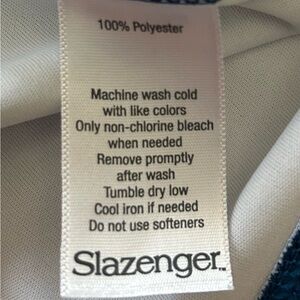 100% Polyester
Machine wash cold
with like colors
Only non-chlorine bleach
when needed
Remove promptly
after wash
Tumble dry low
Cool iron if needed
Do not use softeners
Slazenger™